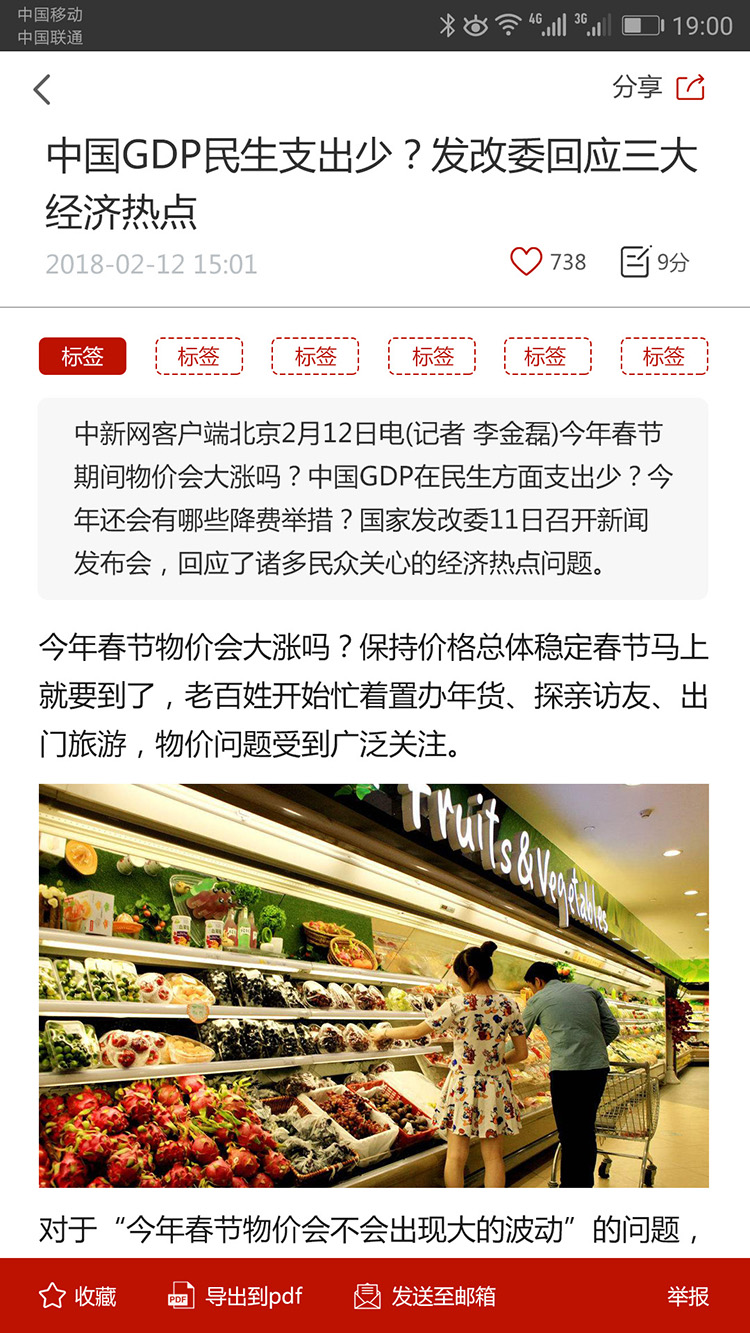 中国移动
中国联通
4G
3G
19:00
分享
中国GDP民生支出少？发改委回应三大
经济热点
2018-02-12 15:01
738
9分
标签 标签 标签 标签 标签 标签
中新网客户端北京2月12日电(记者 李金磊)今年春节
期间物价会大涨吗？中国GDP在民生方面支出少？今
年还会有哪些降费举措？国家发改委11日召开新闻
发布会，回应了诸多民众关心的经济热点问题。
今年春节物价会大涨吗？保持价格总体稳定春节马上
就要到了，老百姓开始忙着置办年货、探亲访友、出
门旅游，物价问题受到广泛关注。
Fruits&Vegetables
对于“今年春节物价会不会出现大的波动”的问题，
收藏
PDF
导出到pdf
发送至邮箱
举报